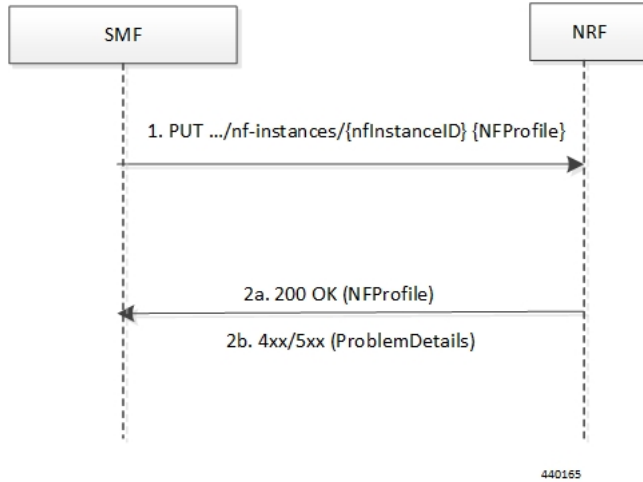 SMF
NRF
1. PUT .../nf-instances/{nfInstanceID} {NFProfile}
2a. 200 OK (NFProfile)
2b. 4xx/5xx (ProblemDetails)
440165